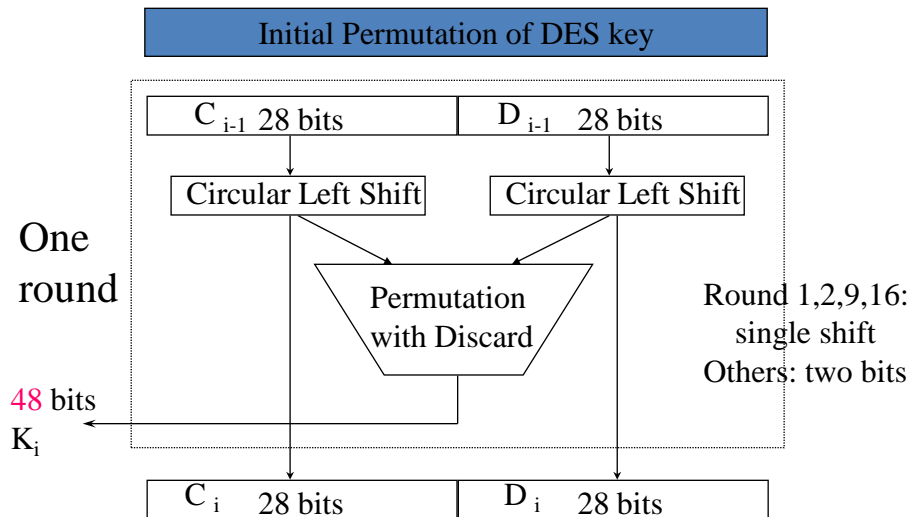 Initial Permutation of DES key
C i-1 28 bits
D i-1 28 bits
Circular Left Shift
Circular Left Shift
One
round
Permutation
with Discard
Round 1,2,9,16:
single shift
Others: two bits
48 bits
Ki
C i 28 bits
D i 28 bits